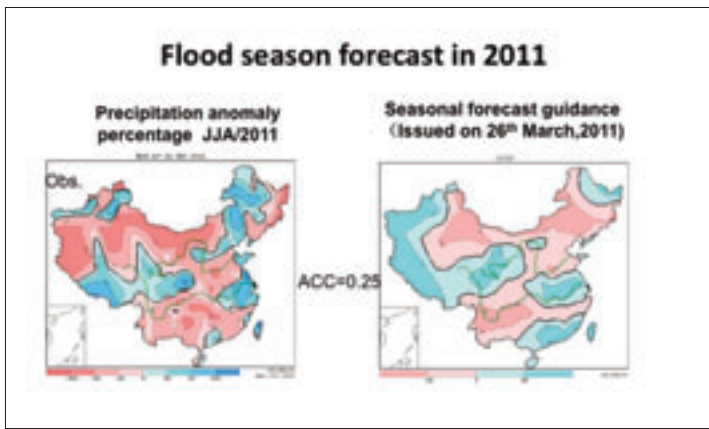 Flood season forecast in 2011
Precipitation anomaly
percentage JJA/2011
Seasonal forecast guidance
(Issued on 26th March,2011)
Obs.
ACC=0.25